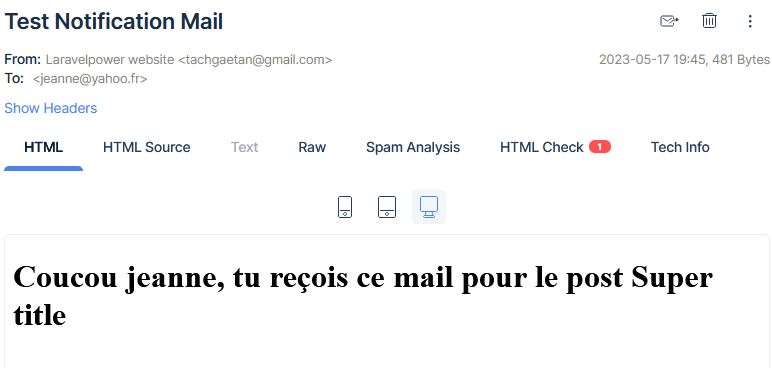 Test Notification Mail
From: Laravelpower website <tachgaetan@gmail.com>
2023-05-17 19:45, 481 Bytes
To: <jeanne@yahoo.fr>
Show Headers
HTML HTML Source Text Raw Spam Analysis HTML Check 1 Tech Info
Coucou jeanne, tu reçois ce mail pour le post Super
title